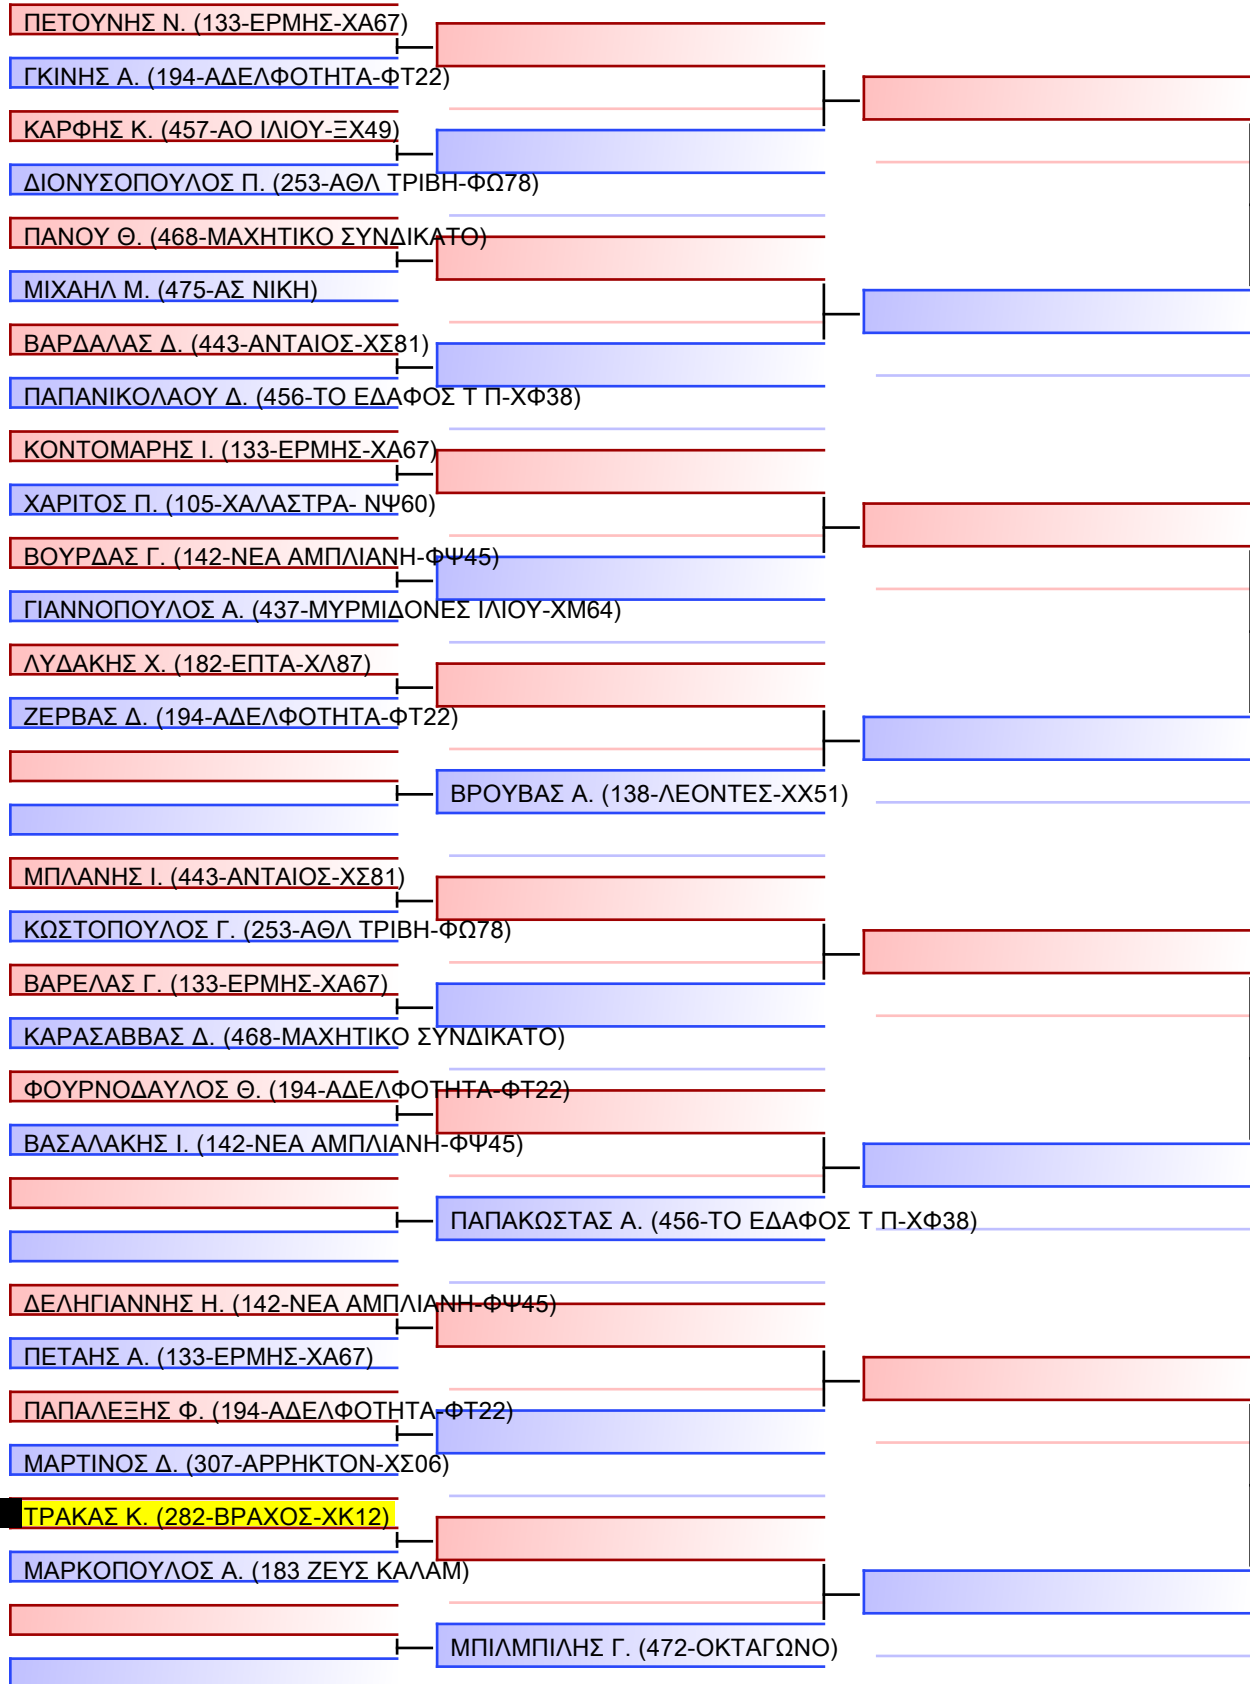 ΠΕΤΟΥΝΗΣ Ν. (133-ΕΡΜΗΣ-ΧΑ67)
ΓΚΙΝΗΣ Α. (194-ΑΔΕΛΦΟΤΗΤΑ-ΦΤ22)
ΚΑΡΦΗΣ Κ. (457-ΑΟ ΙΛΙΟΥ-ΞΧ49)
ΔΙΟΝΥΣΟΠΟΥΛΟΣ Π. (253-ΑΘΛ ΤΡΙΒΗ-ΦΩ78)
ΠΑΝΟΥ Θ. (468-ΜΑΧΗΤΙΚΟ ΣΥΝΔΙΚΑΤΟ)
ΜΙΧΑΗΛ Μ. (475-ΑΣ ΝΙΚΗ)
ΒΑΡΔΑΛΑΣ Δ. (443-ΑΝΤΑΙΟΣ-ΧΣ81)
ΠΑΠΑΝΙΚΟΛΑΟΥ Δ. (456-ΤΟ ΕΔΑΦΟΣ Τ Π-ΧΦ38)
ΚΟΝΤΟΜΑΡΗΣ Ι. (133-ΕΡΜΗΣ-ΧΑ67)
ΧΑΡΙΤΟΣ Π. (105-ΧΑΛΑΣΤΡΑ- ΝΨ60)
ΒΟΥΡΔΑΣ Γ. (142-ΝΕΑ ΑΜΠΛΙΑΝΗ-ΦΨ45)
ΓΙΑΝΝΟΠΟΥΛΟΣ Α. (437-ΜΥΡΜΙΔΟΝΕΣ ΙΛΙΟΥ-ΧΜ64)
ΛΥΔΑΚΗΣ Χ. (182-ΕΠΤΑ-ΧΛ87)
ΖΕΡΒΑΣ Δ. (194-ΑΔΕΛΦΟΤΗΤΑ-ΦΤ22)
ΒΡΟΥΒΑΣ Α. (138-ΛΕΟΝΤΕΣ-ΧΧ51)
ΜΠΛΑΝΗΣ Ι. (443-ΑΝΤΑΙΟΣ-ΧΣ81)
ΚΩΣΤΟΠΟΥΛΟΣ Γ. (253-ΑΘΛ ΤΡΙΒΗ-ΦΩ78)
ΒΑΡΕΛΑΣ Γ. (133-ΕΡΜΗΣ-ΧΑ67)
ΚΑΡΑΣΑΒΒΑΣ Δ. (468-ΜΑΧΗΤΙΚΟ ΣΥΝΔΙΚΑΤΟ)
ΦΟΥΡΝΟΔΑΥΛΟΣ Θ. (194-ΑΔΕΛΦΟΤΗΤΑ-ΦΤ22)
ΒΑΣΑΛΑΚΗΣ Ι. (142-ΝΕΑ ΑΜΠΛΙΑΝΗ-ΦΨ45)
ΠΑΠΑΚΩΣΤΑΣ Α. (456-ΤΟ ΕΔΑΦΟΣ Τ Π-ΧΦ38)
ΔΕΛΗΓΙΑΝΝΗΣ Η. (142-ΝΕΑ ΑΜΠΛΙΑΝΗ-ΦΨ45)
ΠΕΤΑΗΣ Α. (133-ΕΡΜΗΣ-ΧΑ67)
ΠΑΠΑΛΕΞΗΣ Φ. (194-ΑΔΕΛΦΟΤΗΤΑ-ΦΤ22)
ΜΑΡΤΙΝΟΣ Δ. (307-ΑΡΡΗΚΤΟΝ-ΧΣ06)
ΤΡΑΚΑΣ Κ. (282-ΒΡΑΧΟΣ-ΧΚ12)
ΜΑΡΚΟΠΟΥΛΟΣ Α. (183 ΖΕΥΣ ΚΑΛΑΜ)
ΜΠΙΛΜΠΙΛΗΣ Γ. (472-ΟΚΤΑΓΩΝΟ)